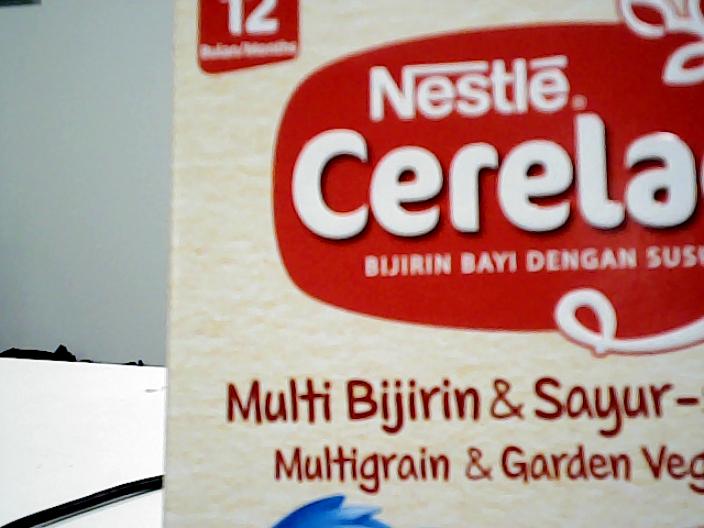 12
Bulan/Months
Nestlé
Cerela
BIJIRIN BAYI DENGAN SUSU
Multi Bijirin & Sayur-
Multigrain & Garden Veg